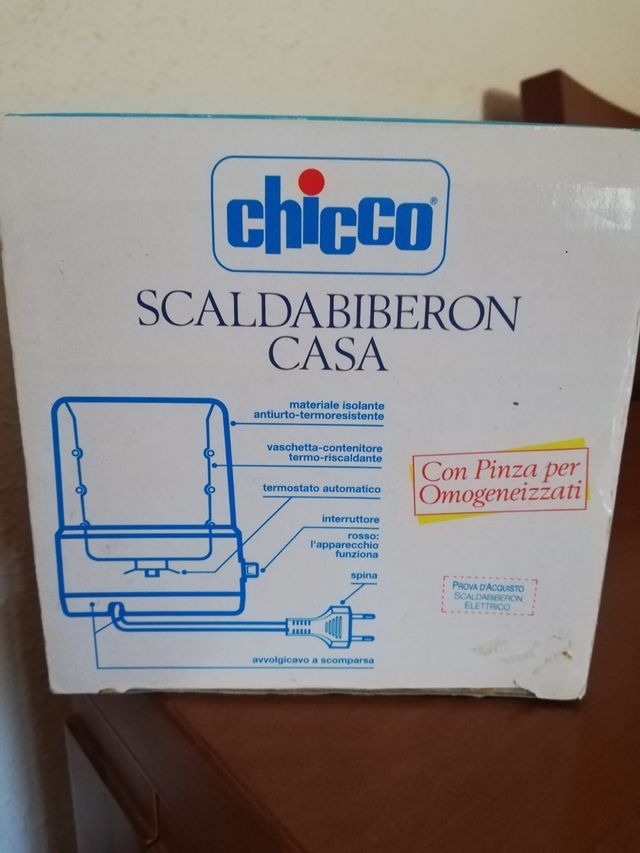 chicco®
SCALDABIBERON
CASA
materiale isolante
antiurto-termoresistente
vaschetta-contenitore
termo-riscaldante
termostato automatico
interruttore
rosso:
l'apparecchio
funziona
spina
avvolgicavo a scomparsa
Con Pinza per
Omogeneizzati
PROVA D'ACQUISTO
SCALDABIBERON
ELETTRICO